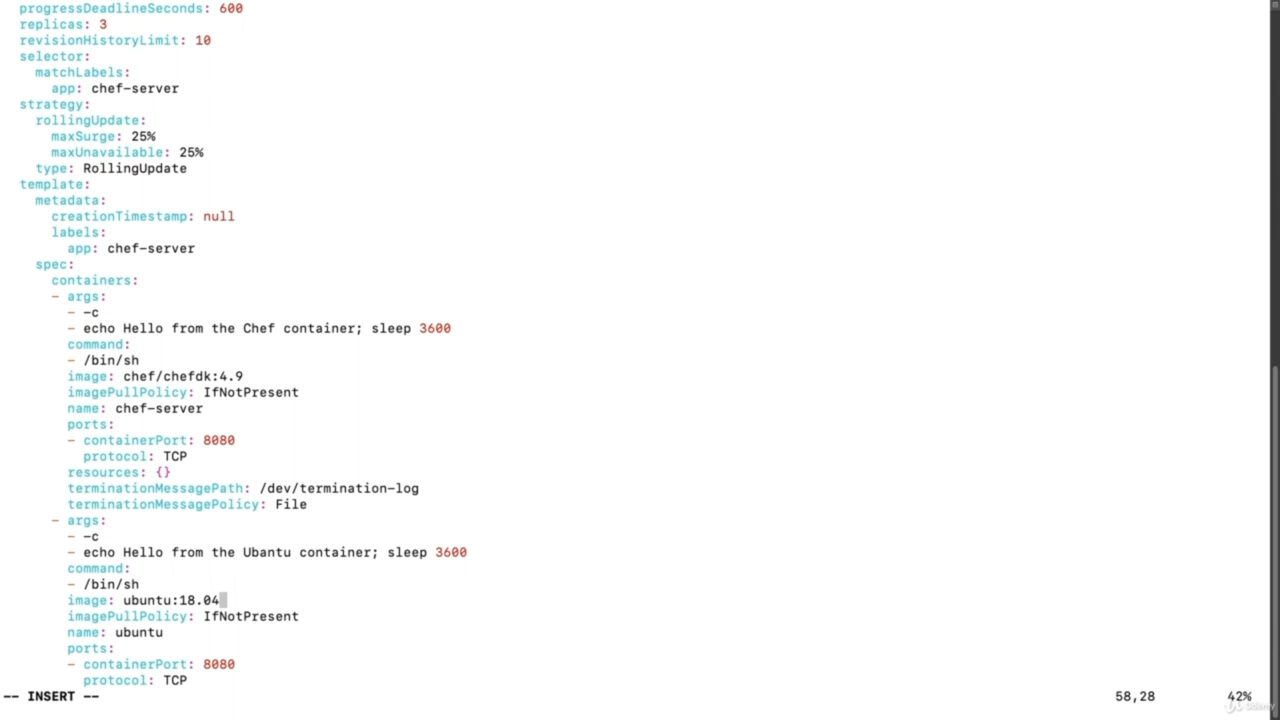 progressDeadlineSeconds: 600
replicas: 3
revisionHistoryLimit: 10
selector:
  matchLabels:
    app: chef-server
strategy:
  rollingUpdate:
    maxSurge: 25%
    maxUnavailable: 25%
  type: RollingUpdate
template:
  metadata:
    creationTimestamp: null
    labels:
      app: chef-server
  spec:
    containers:
    - args:
      - -c
      - echo Hello from the Chef container; sleep 3600
      command:
      - /bin/sh
      image: chef/chefdk:4.9
      imagePullPolicy: IfNotPresent
      name: chef-server
      ports:
      - containerPort: 8080
        protocol: TCP
      resources: {}
      terminationMessagePath: /dev/termination-log
      terminationMessagePolicy: File
    - args:
      - -c
      - echo Hello from the Ubantu container; sleep 3600
      command:
      - /bin/sh
      image: ubuntu:18.04
      imagePullPolicy: IfNotPresent
      name: ubuntu
      ports:
      - containerPort: 8080
        protocol: TCP
-- INSERT -- 58,28 42%
Udemy